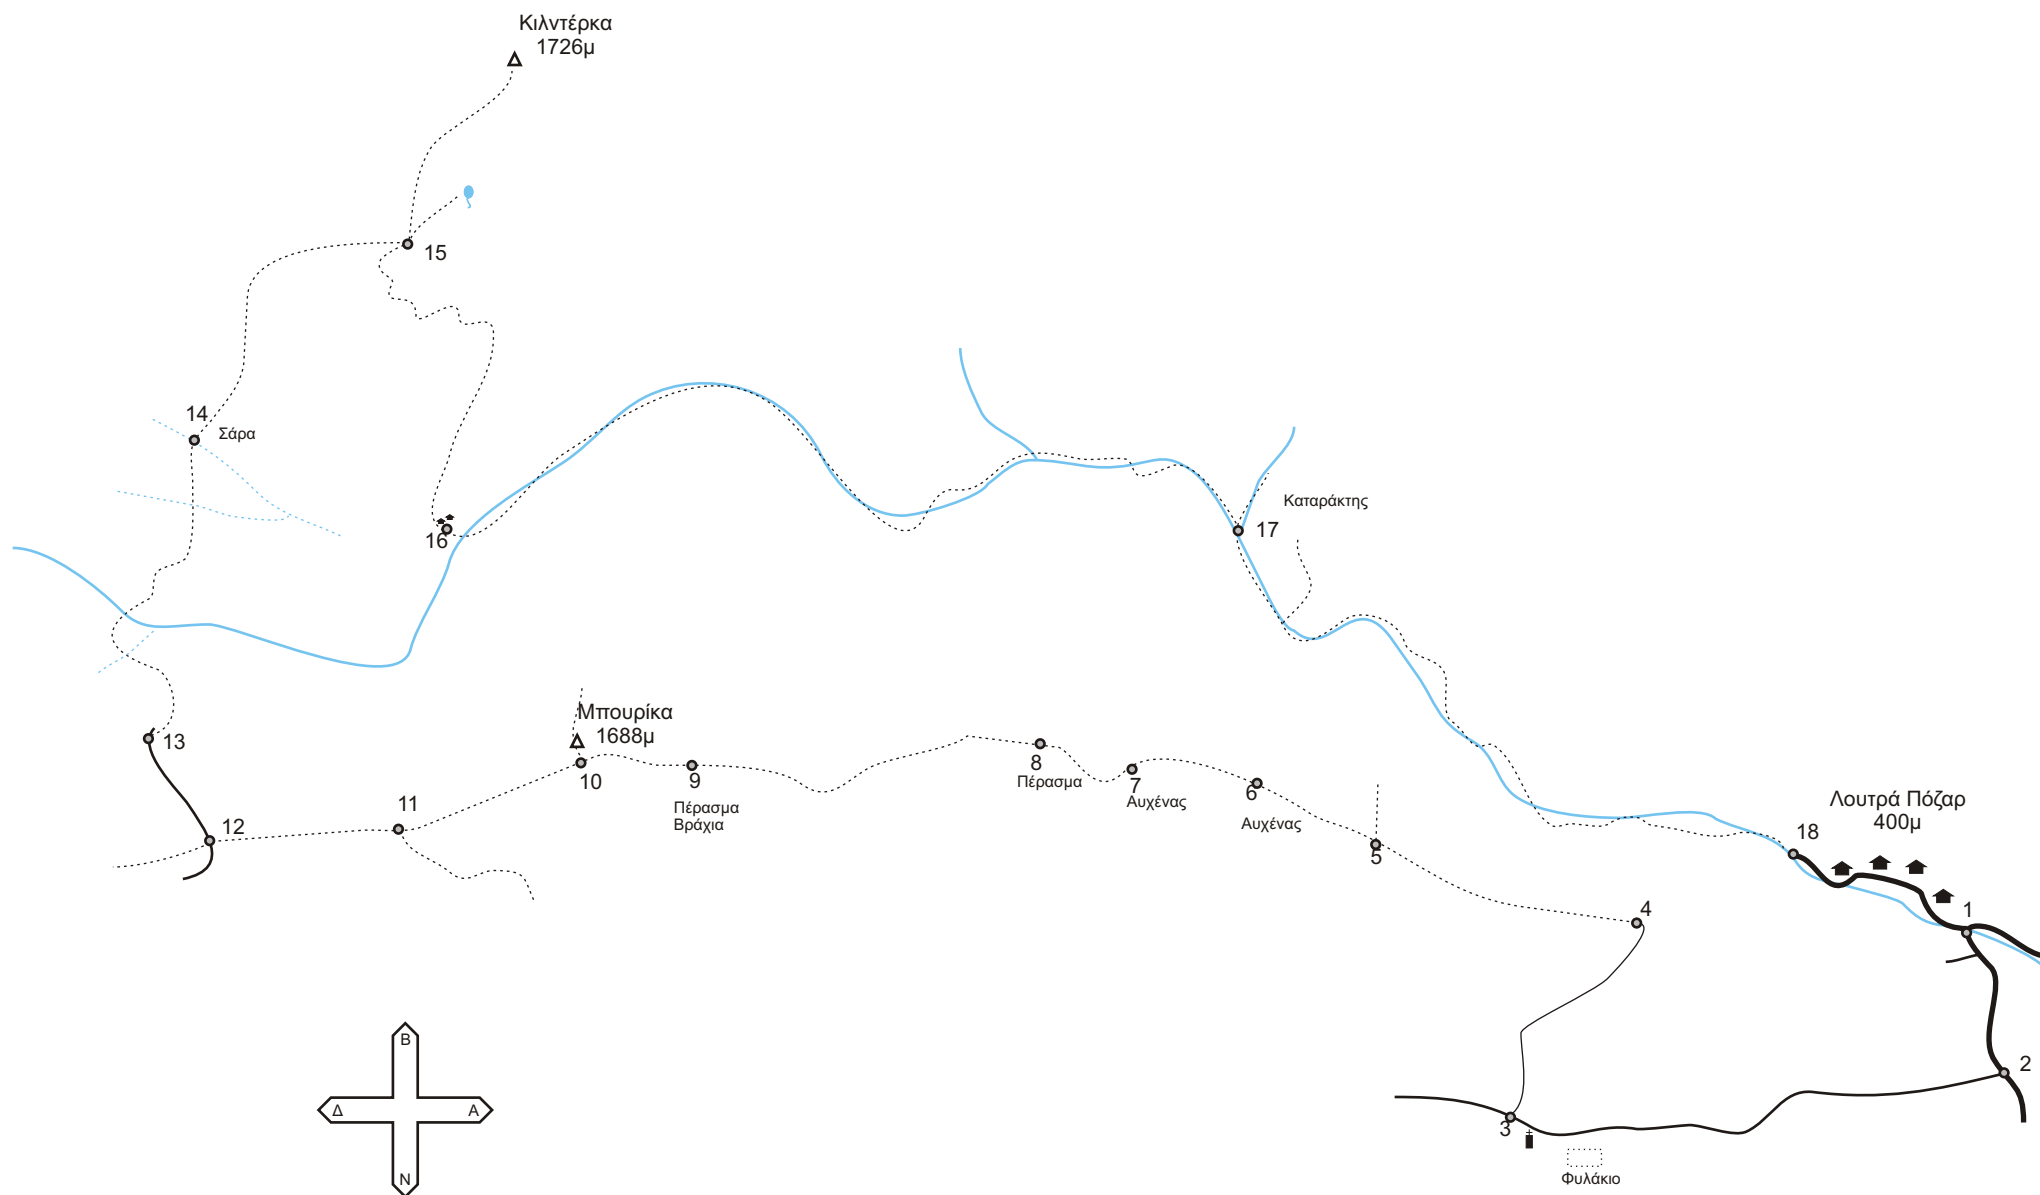 Κιλντέρκα
1726μ
15
14
Σάρα
Καταράκτης
17
16
Μπουρίκα
1688μ
13
10
9
8
7
6
5
Πέρασμα
Αυχένας
Πέρασμα
Βράχια
Αυχένας
11
12
Λουτρά Πόζαρ
400μ
18
4
1
2
3
Φυλάκιο
Β
Δ
Α
Ν